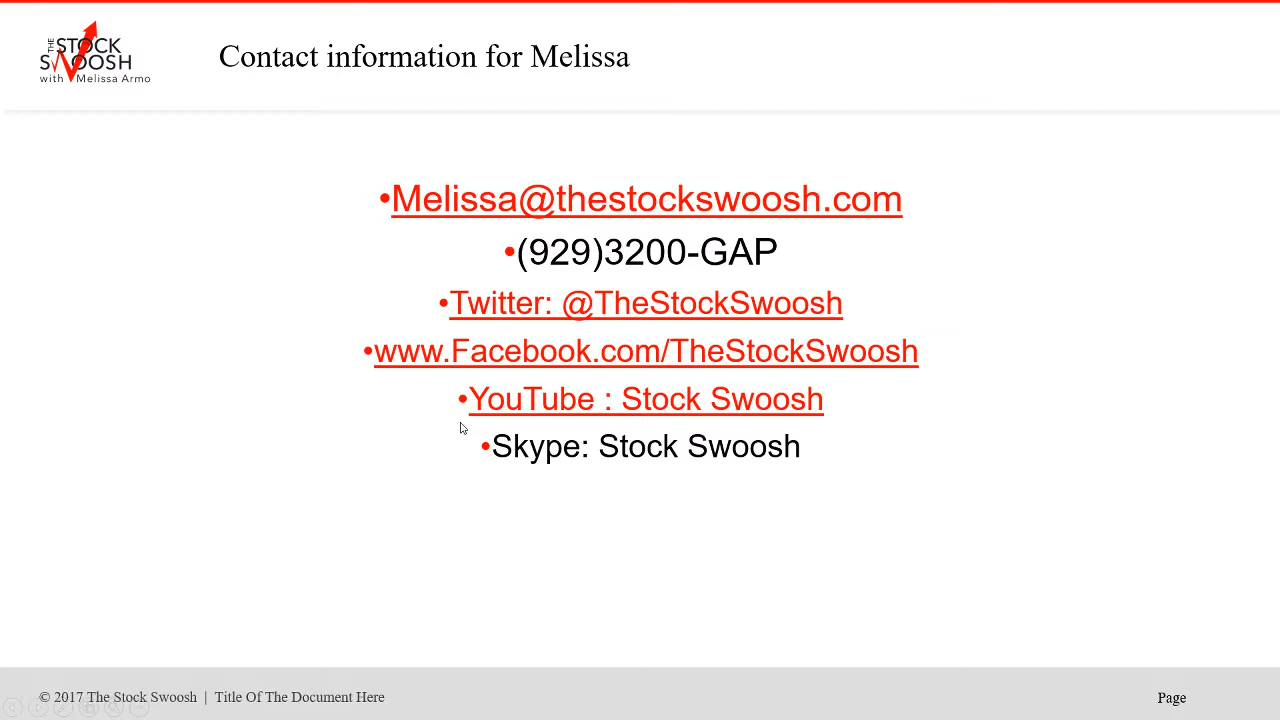 THE STOCK
SWOOSH
with Melissa Armo
Contact information for Melissa
•Melissa@thestockswoosh.com
•(929)3200-GAP
•Twitter: @TheStockSwoosh
•www.Facebook.com/TheStockSwoosh
•YouTube : Stock Swoosh
•Skype: Stock Swoosh
© 2017 The Stock Swoosh | Title Of The Document Here
Page